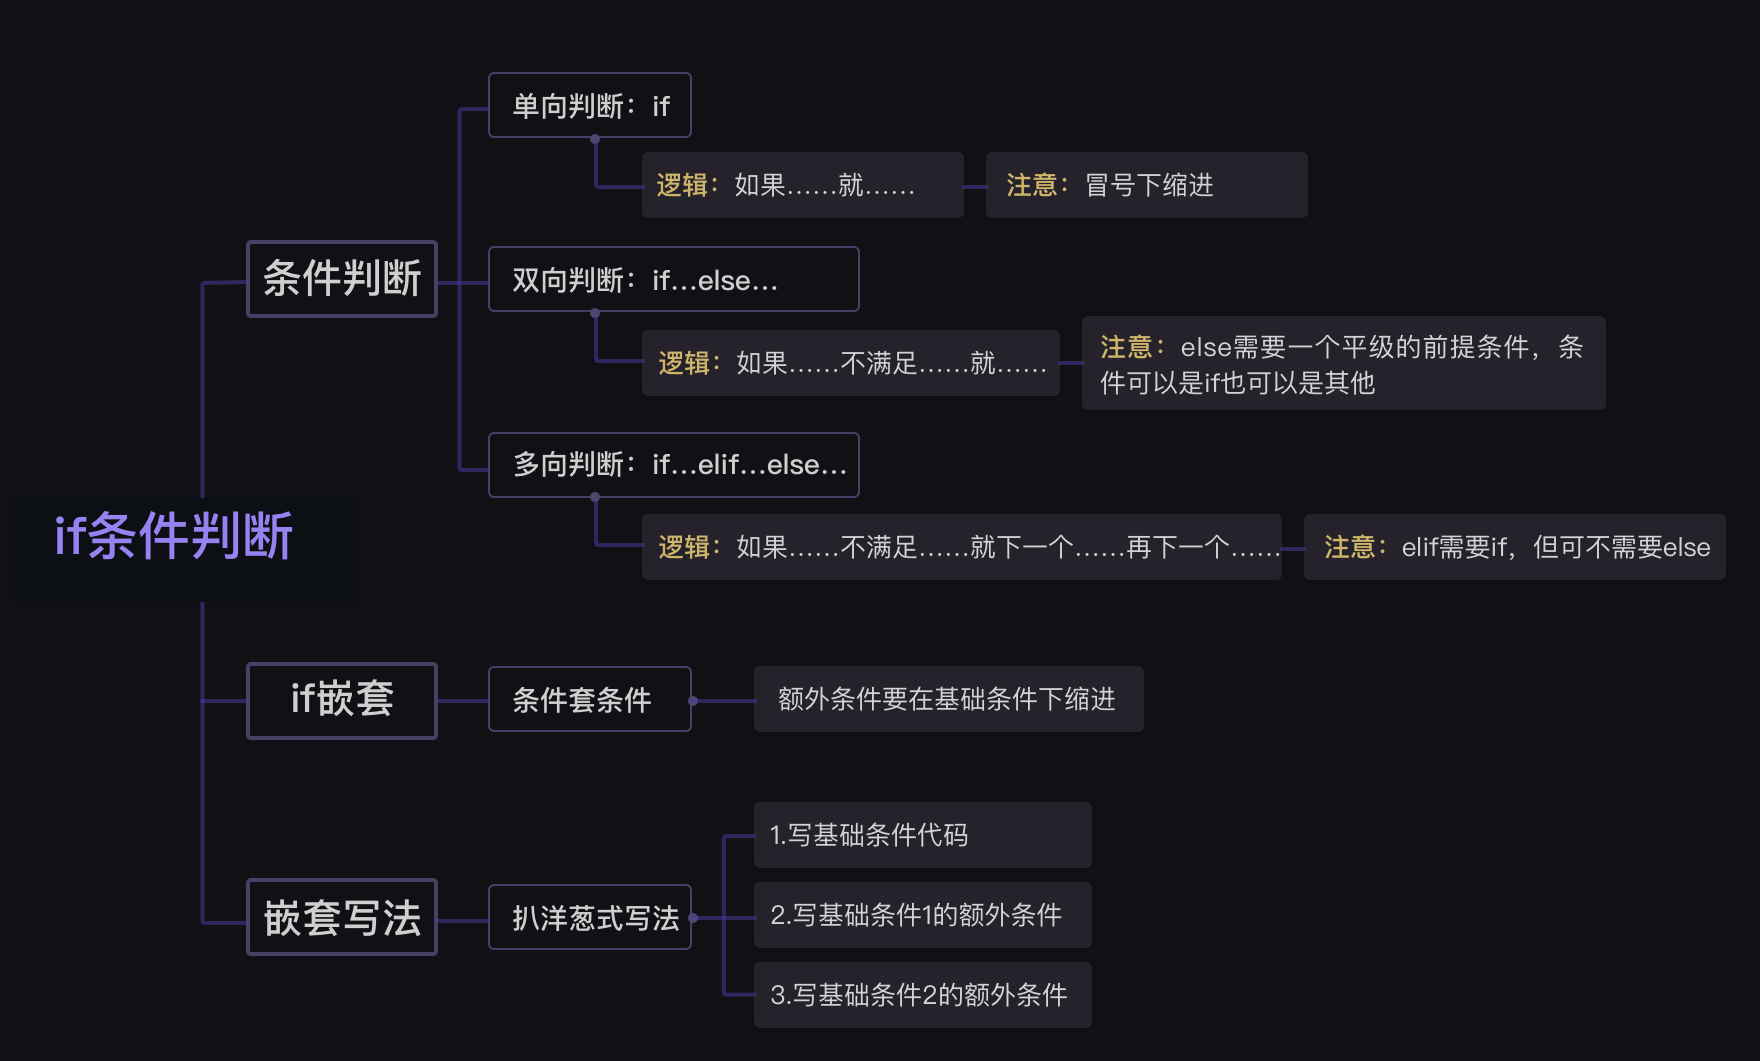 if条件判断
条件判断
单向判断：if
逻辑：如果……就……
注意：冒号下缩进
双向判断：if…else…
逻辑：如果……不满足……就……
注意：else需要一个平级的前提条件，条
件可以是if也可以是其他
多向判断：if…elif…else…
逻辑：如果……不满足……就下一个……再下一个……
注意：elif需要if，但可不需要else
if嵌套
条件套条件
额外条件要在基础条件下缩进
嵌套写法
扒洋葱式写法
1.写基础条件代码
2.写基础条件1的额外条件
3.写基础条件2的额外条件